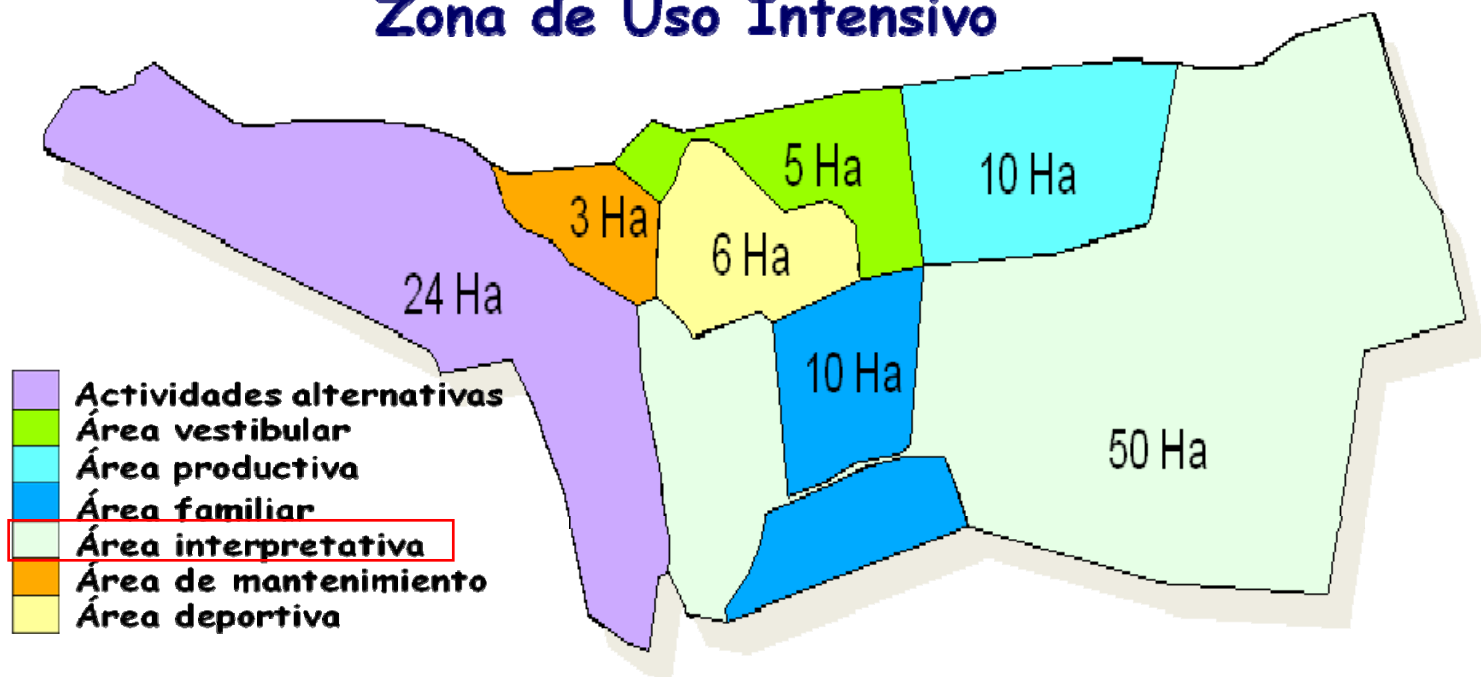 Zona de Uso Intensivo
5 Ha
10 Ha
3 Ha
6 Ha
24 Ha
10 Ha
50 Ha
Actividades alternativas
Área vestibular
Área productiva
Área familiar
Área interpretativa
Área de mantenimiento
Área deportiva